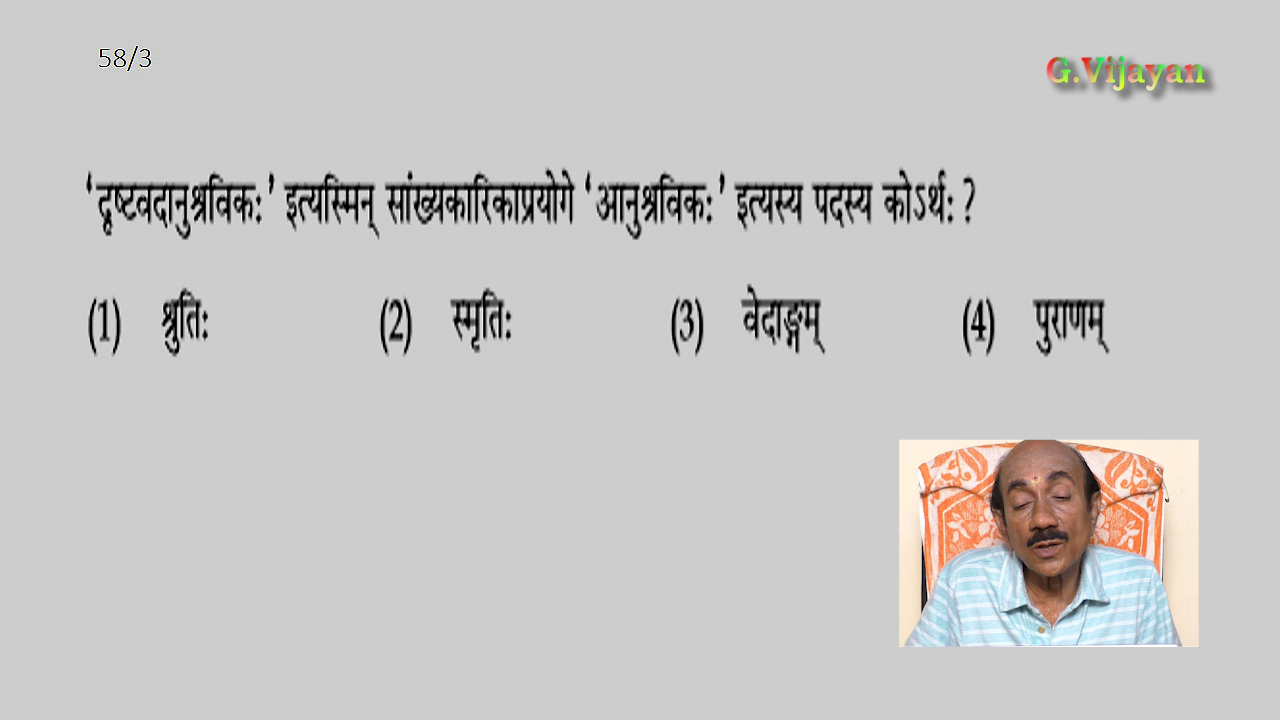 58/3
G.Vijayan
‘दृष्टवदानुश्रविकः’ इत्यस्मिन् सांख्यकारिकाप्रयोगे ‘आनुश्रविकः’ इत्यस्य पदस्य कोऽर्थः ?
(1) श्रुतिः (2) स्मृतिः (3) वेदाङ्गम् (4) पुराणम्